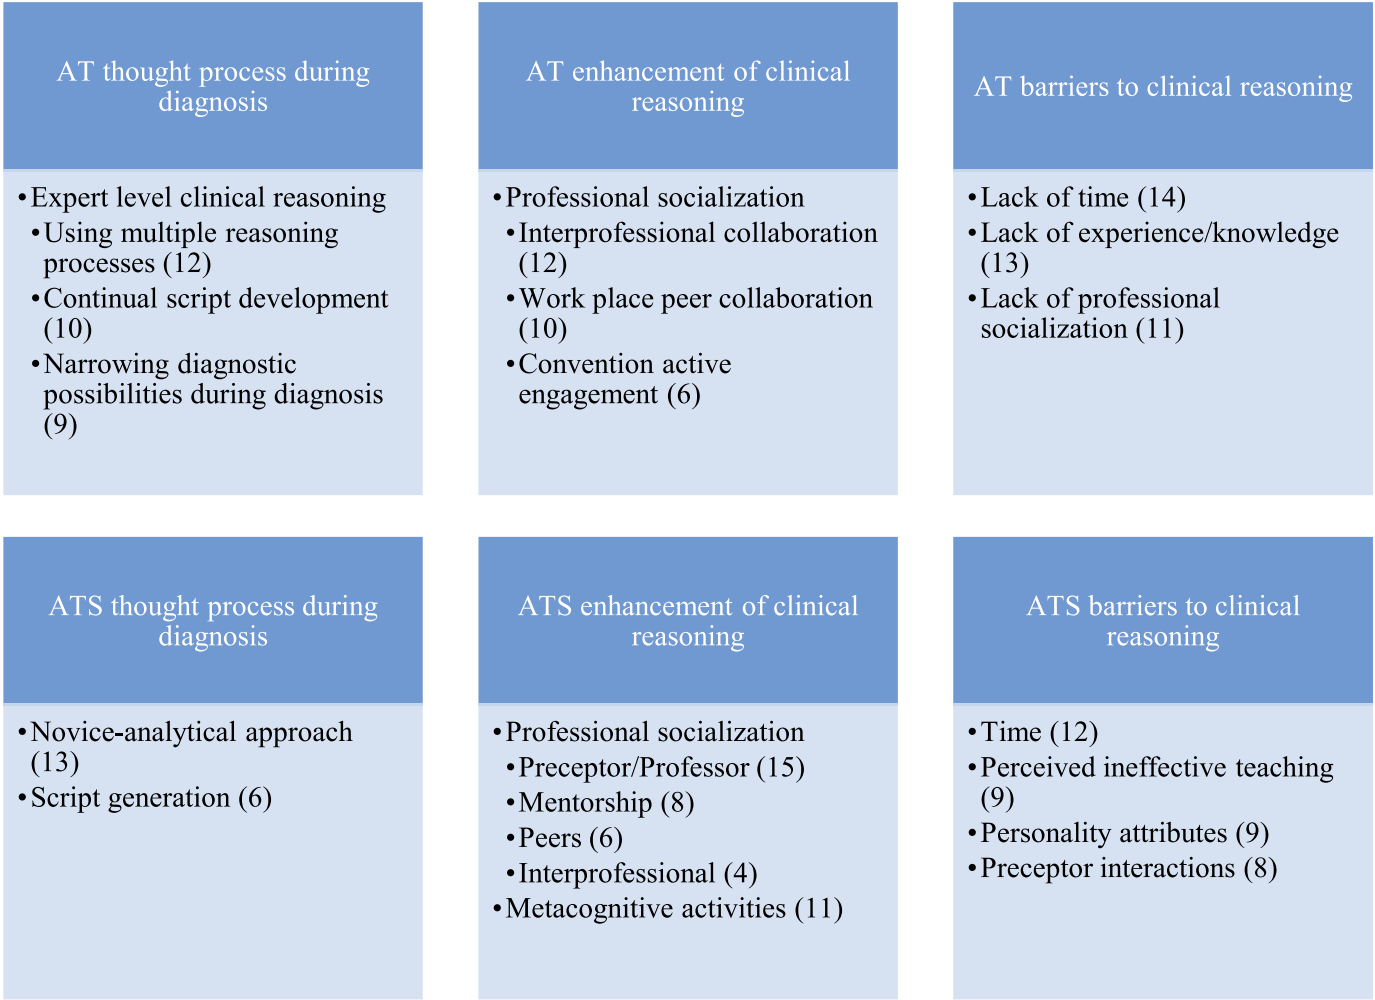 AT thought process during
diagnosis
•Expert level clinical reasoning
•Using multiple reasoning
processes (12)
•Continual script development
(10)
•Narrowing diagnostic
possibilities during diagnosis
(9)
AT enhancement of clinical
reasoning
•Professional socialization
•Interprofessional collaboration
(12)
•Work place peer collaboration
(10)
•Convention active
engagement (6)
AT barriers to clinical reasoning
•Lack of time (14)
•Lack of experience/knowledge
(13)
•Lack of professional
socialization (11)
ATS thought process during
diagnosis
•Novice-analytical approach
(13)
•Script generation (6)
ATS enhancement of clinical
reasoning
•Professional socialization
•Preceptor/Professor (15)
•Mentorship (8)
•Peers (6)
•Interprofessional (4)
•Metacognitive activities (11)
ATS barriers to clinical
reasoning
•Time (12)
•Perceived ineffective teaching
(9)
•Personality attributes (9)
•Preceptor interactions (8)